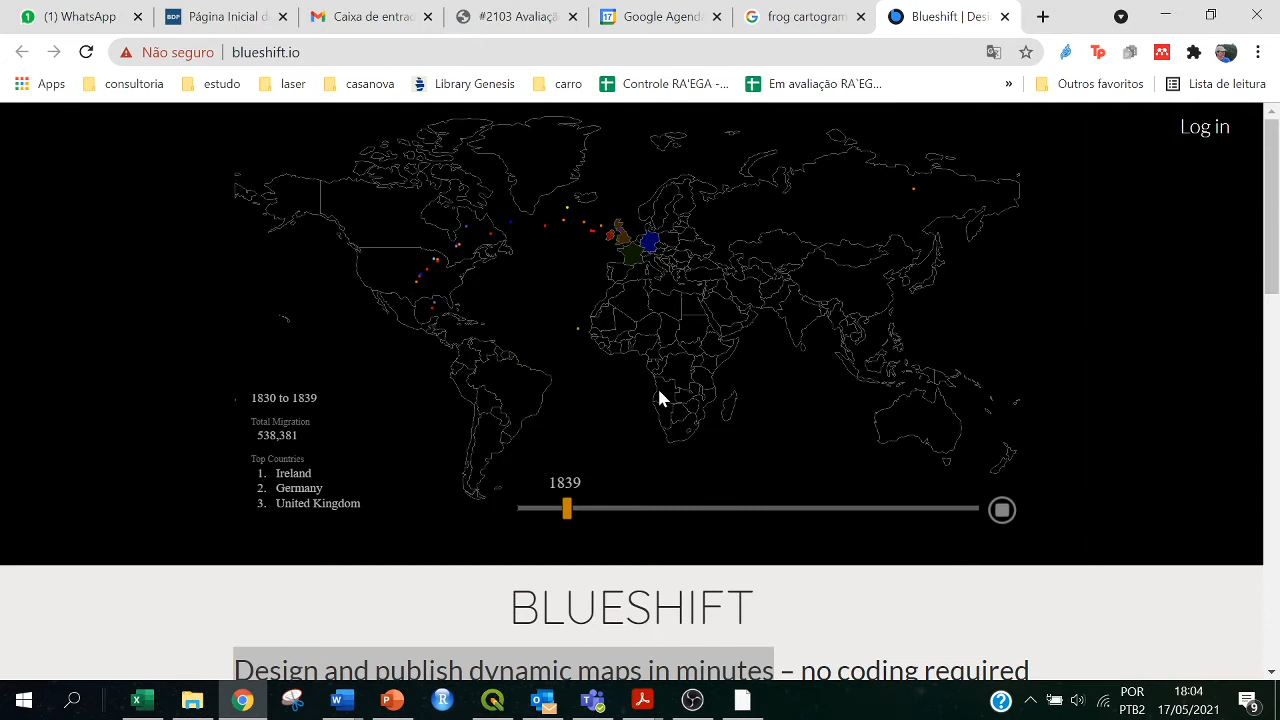 (1) WhatsApp
Página Inicial d
Caixa de entrad
#2103 Avaliaçã
Google Agend
frog cartogram
Blueshift | Desi
Não seguro | blueshift.io
Apps
consultoria
estudo
laser
casanova
Library Genesis
carro
Controle RA'EGA -...
Em avaliação RA'EG...
»
Outros favoritos
Lista de leitura
Log in
1830 to 1839
Total Migration
538,381
Top Countries
1. Ireland
2. Germany
3. United Kingdom
1839
BLUESHIFT
Design and publish dynamic maps in minutes – no coding required
POR
PTB2
18:04
17/05/2021
9